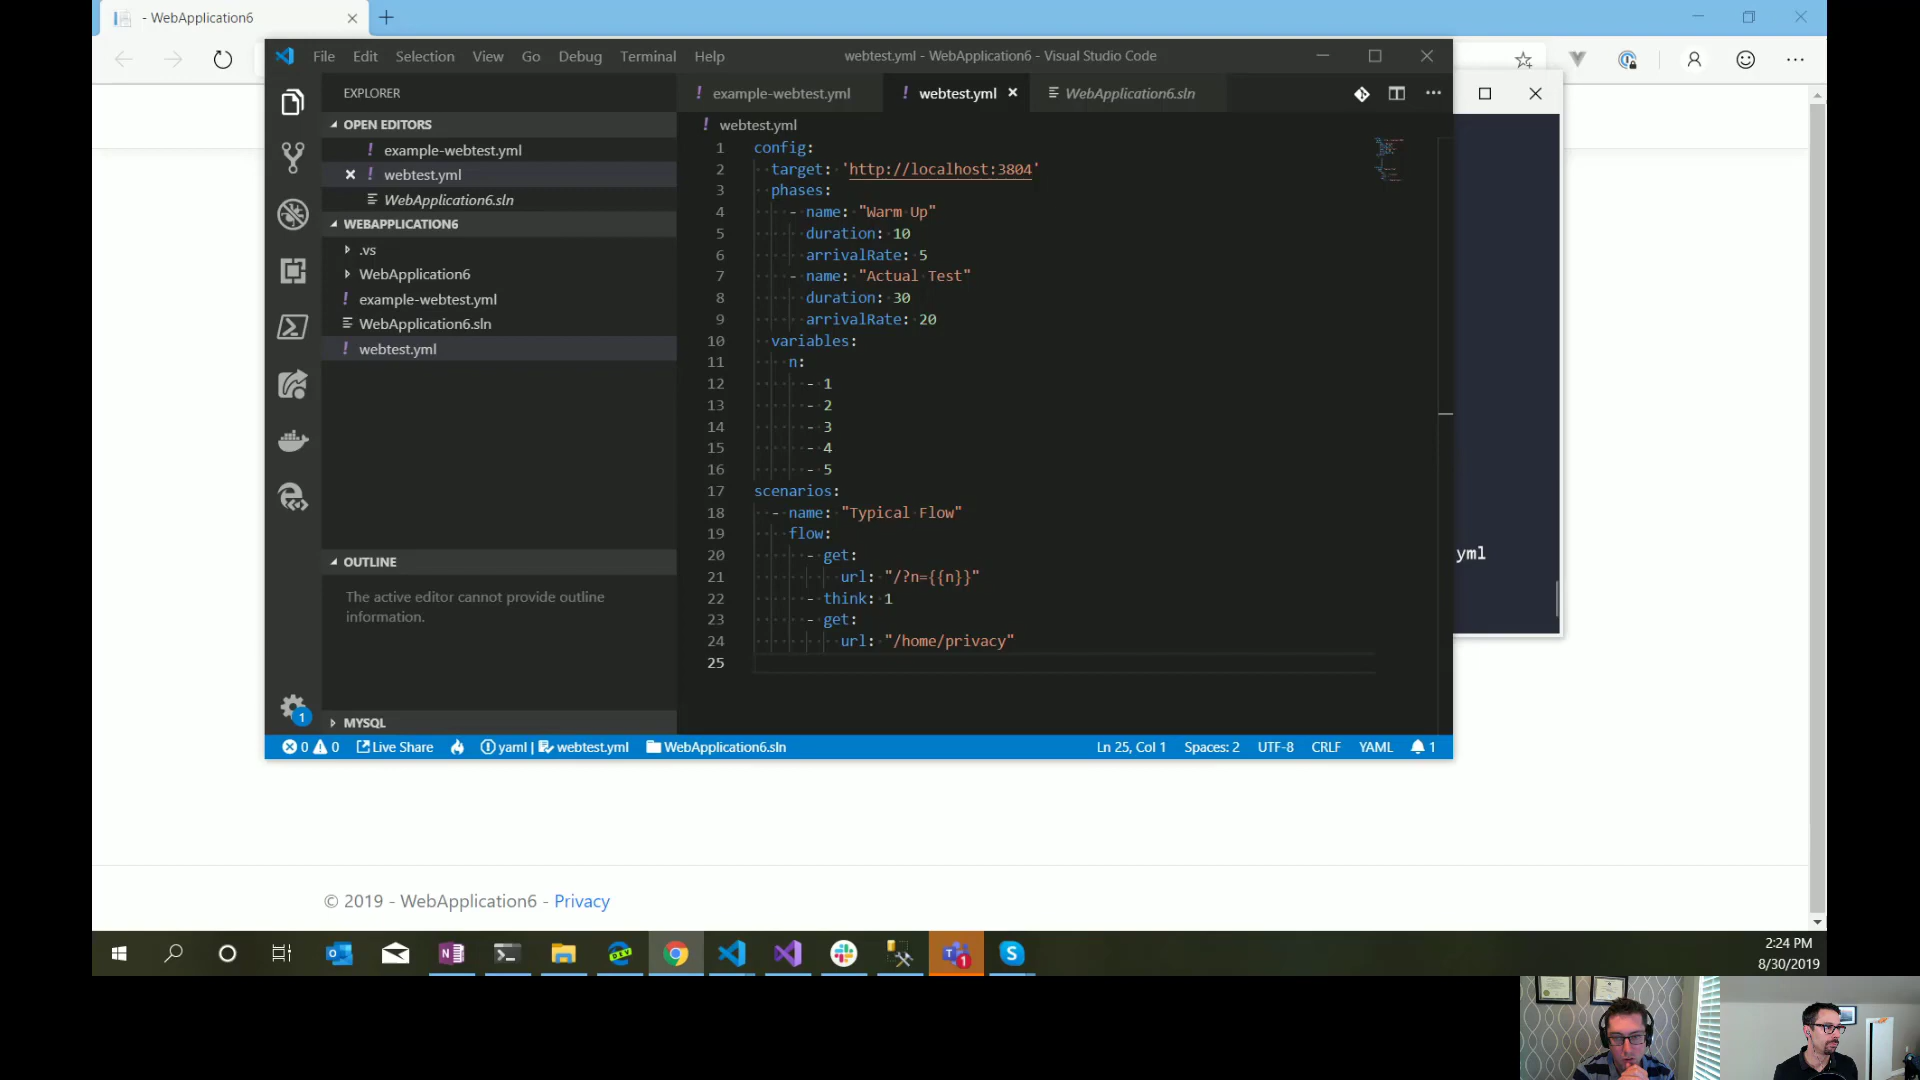 - WebApplication6
File Edit Selection View Go Debug Terminal Help
webtest.yml - WebApplication6 - Visual Studio Code
EXPLORER
OPEN EDITORS
! example-webtest.yml
! webtest.yml
WebApplication6.sln
WEBAPPLICATION6
.vs
WebApplication6
! example-webtest.yml
WebApplication6.sln
! webtest.yml
OUTLINE
The active editor cannot provide outline
information.
MYSQL
! example-webtest.yml
! webtest.yml
WebApplication6.sln
! webtest.yml
1 config:
2 target: 'http://localhost:3804'
3 phases:
4 - name: "Warm Up"
5 duration: 10
6 arrivalRate: 5
7 - name: "Actual Test"
8 duration: 30
9 arrivalRate: 20
10 variables:
11 n:
12 - 1
13 - 2
14 - 3
15 - 4
16 - 5
17 scenarios:
18 - name: "Typical Flow"
19 flow:
20 - get:
21 url: "/?n={{n}}"
22 - think: 1
23 - get:
24 url: "/home/privacy"
25
yml
1
0 0 Live Share yaml | webtest.yml WebApplication6.sln
Ln 25, Col 1 Spaces: 2 UTF-8 CRLF YAML 1
© 2019 - WebApplication6 - Privacy
2:24 PM
8/30/2019